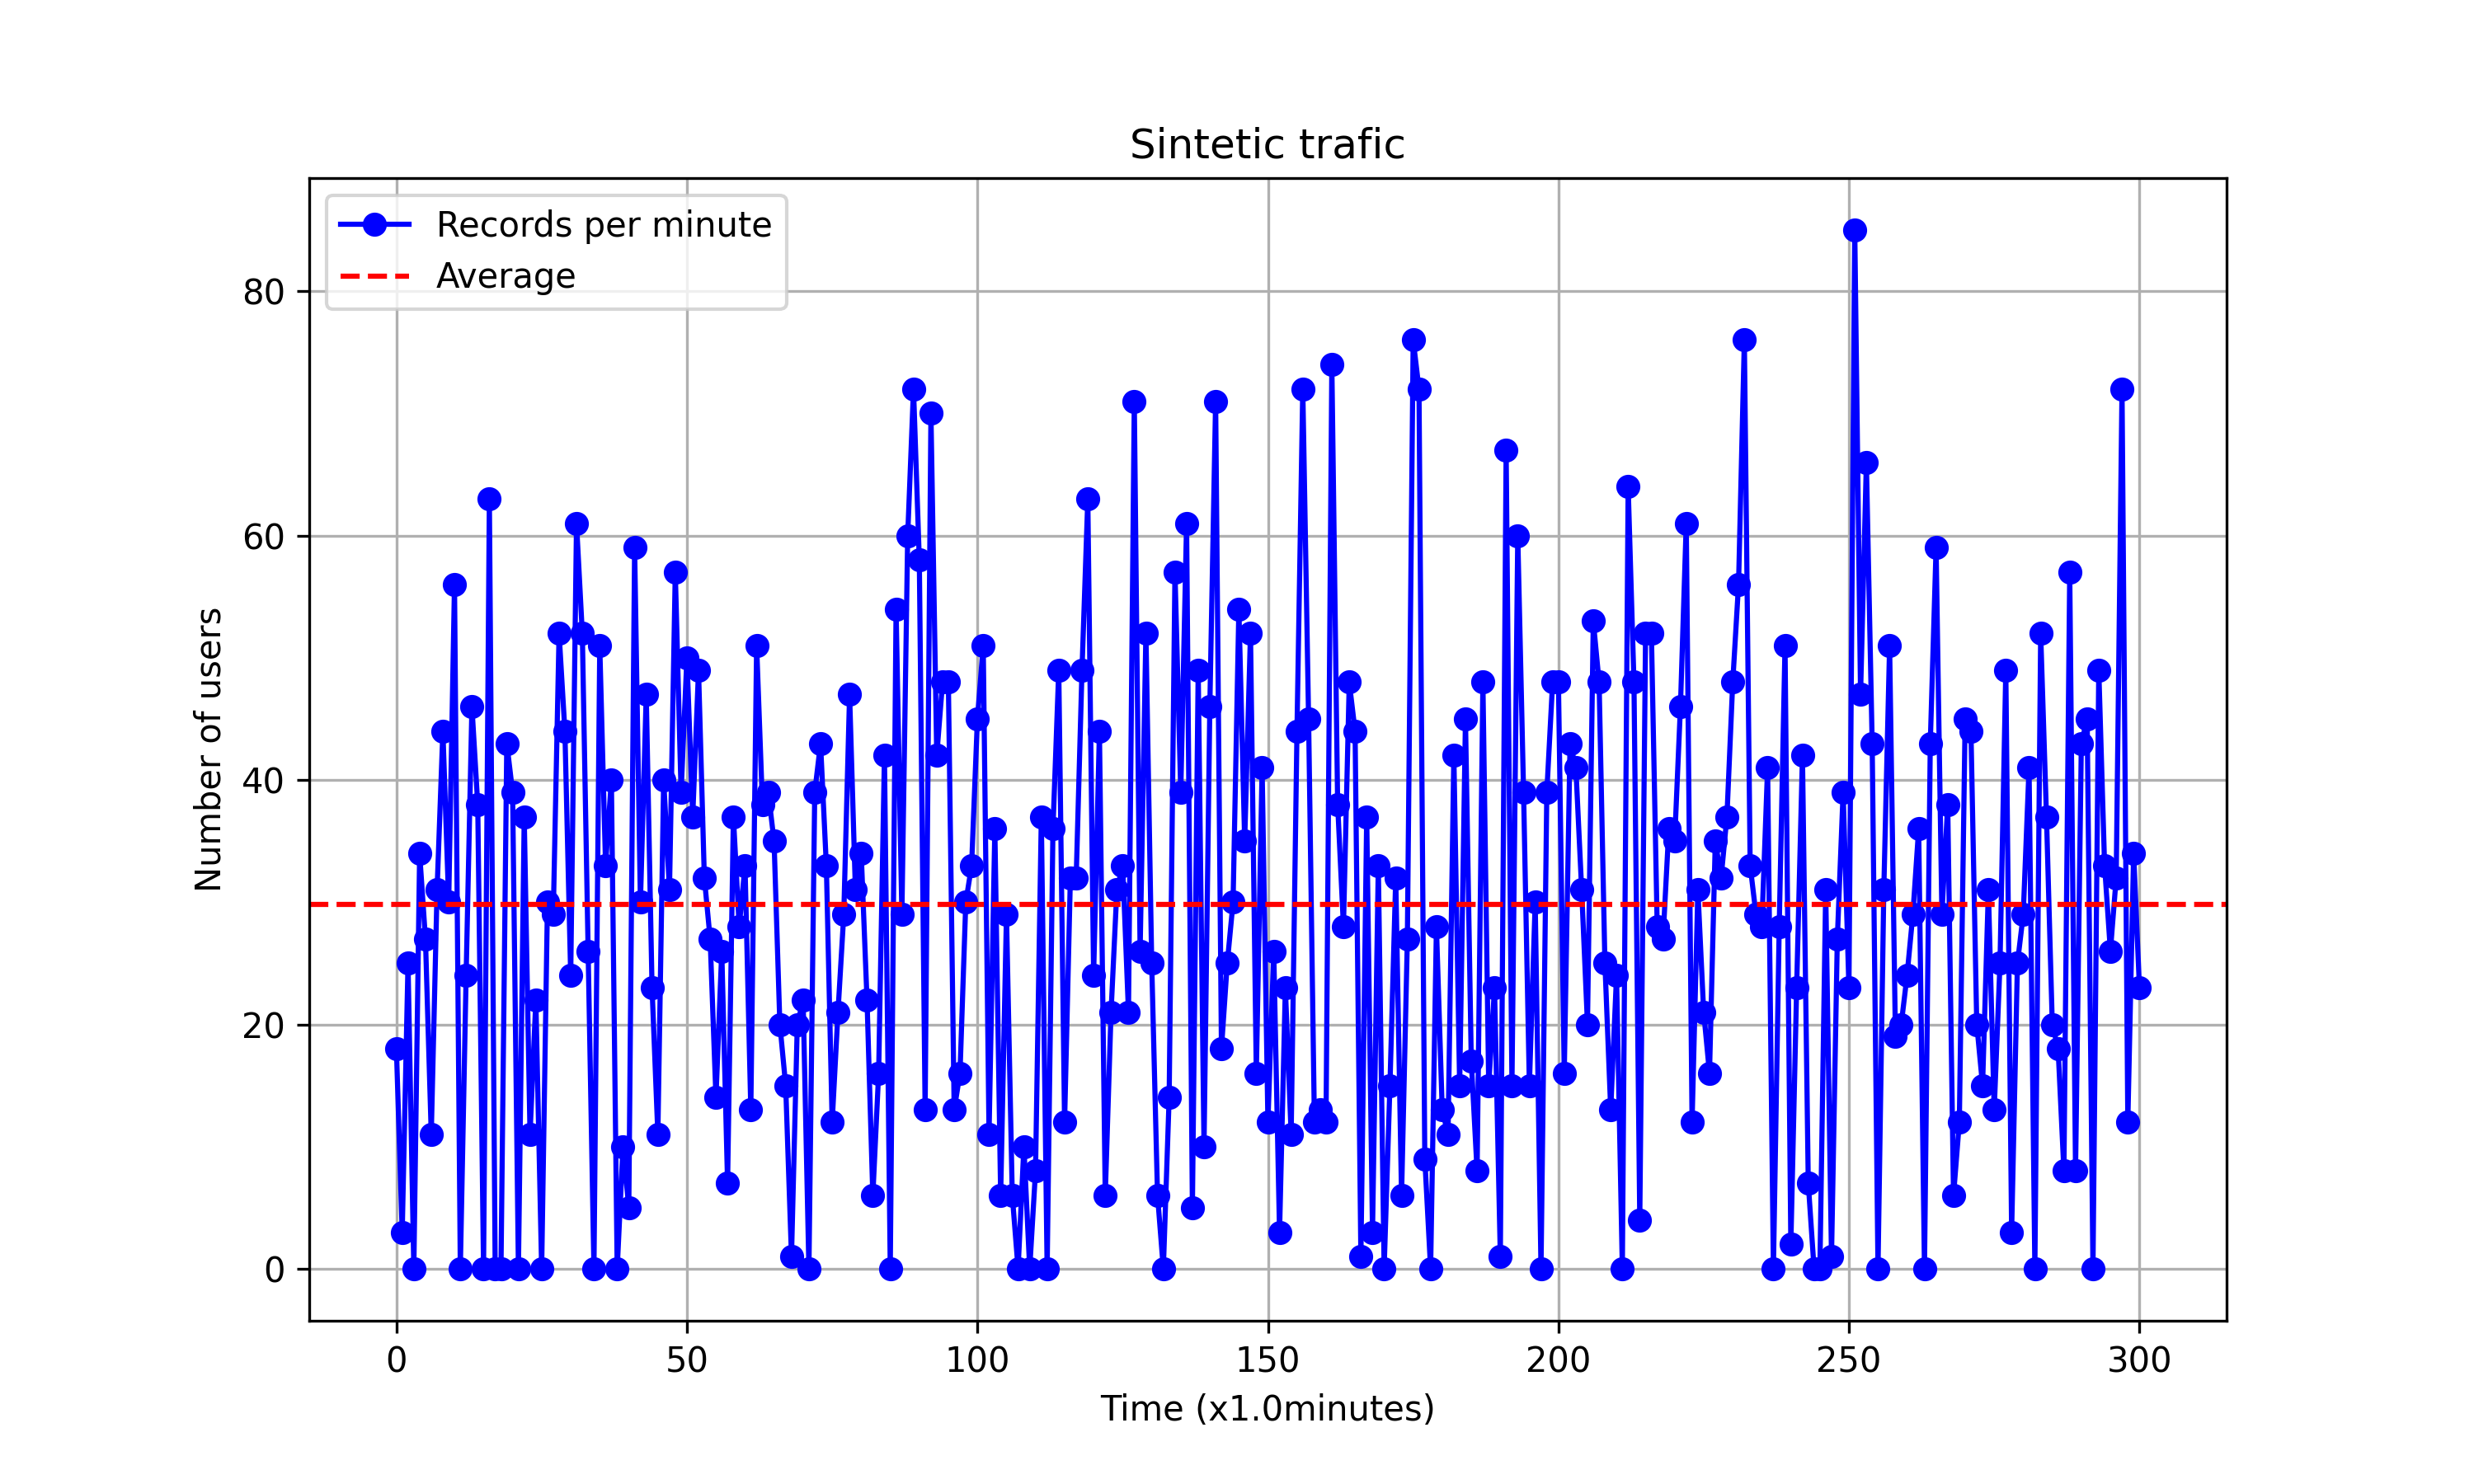 Sintetic trafic
Records per minute
Average
Number of users
80
60
40
20
0
0 50 100 150 200 250 300
Time (x1.0minutes)